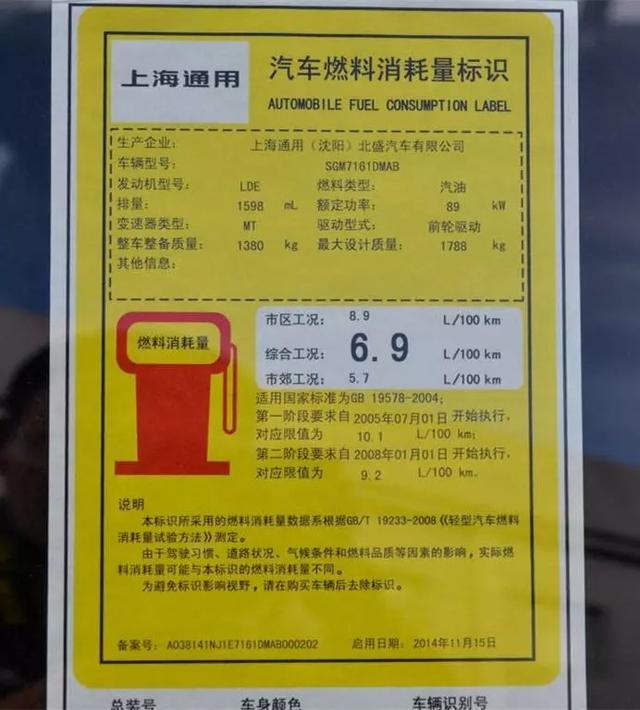 上海通用 汽车燃料消耗量标识
AUTOMOBILE FUEL CONSUMPTION LABEL
生产企业: 上海通用（沈阳）北盛汽车有限公司
车辆型号: SGM7161DMAB
发动机型号: LDE 燃料类型: 汽油
排量: 1598 mL 额定功率: 89 kW
变速器类型: MT 驱动型式: 前轮驱动
整车整备质量: 1380 kg 最大设计质量: 1788 kg
其他信息:
燃料消耗量
市区工况: 8.9 L/100 km
综合工况: 6.9 L/100 km
市郊工况: 5.7 L/100 km
适用国家标准为GB 19578-2004;
第一阶段要求自 2005年07月01日 开始执行,
对应限值为 10.1 L/100 km;
第二阶段要求自 2008年01月01日 开始执行,
对应限值为 9.2 L/100 km.
说明
本标识所采用的燃料消耗量数据系根据GB/T 19233-2008《轻型汽车燃料
消耗量试验方法》测定。
由于驾驶习惯、道路状况、气候条件和燃料品质等因素的影响，实际燃
料消耗量可能与本标识的燃料消耗量不同。
为避免标识影响视野，请在购买车辆后去除标识。
备案号: A038141NJ1E7161DMAB000202 启用日期: 2014年11月15日
总装号 车身颜色 车辆识别号